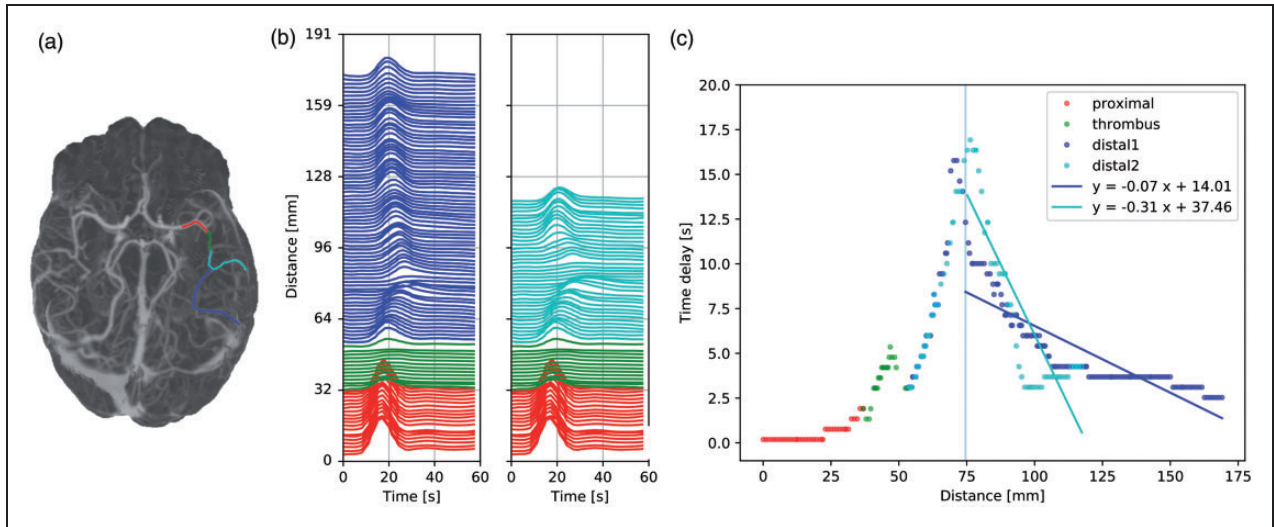 (a)
(b)
191
159
128
96
64
32
0
Distance [mm]
0 20 40 60
Time [s]
0 20 40 60
Time [s]
(c)
20.0
17.5
15.0
12.5
10.0
7.5
5.0
2.5
0.0
Time delay [s]
proximal
thrombus
distal1
distal2
y = -0.07 x + 14.01
y = -0.31 x + 37.46
0 25 50 75 100 125 150 175
Distance [mm]